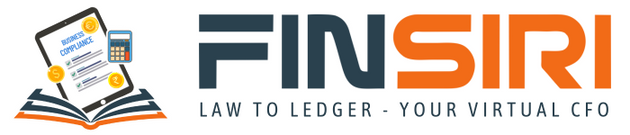 BUSINESS
COMPLIANCE
FINSIRI
LAW TO LEDGER - YOUR VIRTUAL CFO